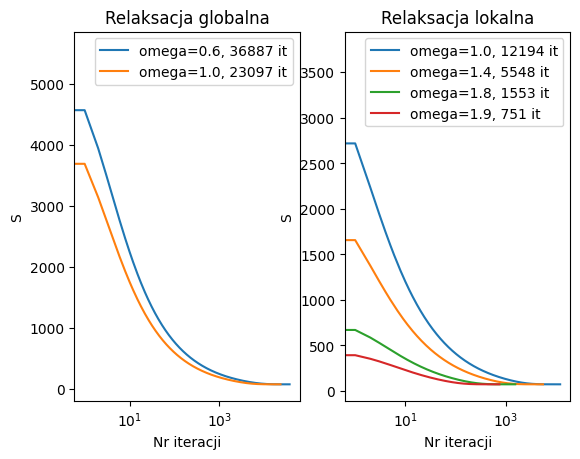 Relaksacja globalna
omega=0.6, 36887 it
omega=1.0, 23097 it
5000
4000
3000
2000
1000
0
S
10^1
10^3
Nr iteracji
Relaksacja lokalna
omega=1.0, 12194 it
omega=1.4, 5548 it
omega=1.8, 1553 it
omega=1.9, 751 it
3500
3000
2500
2000
1500
1000
500
0
S
10^1
10^3
Nr iteracji